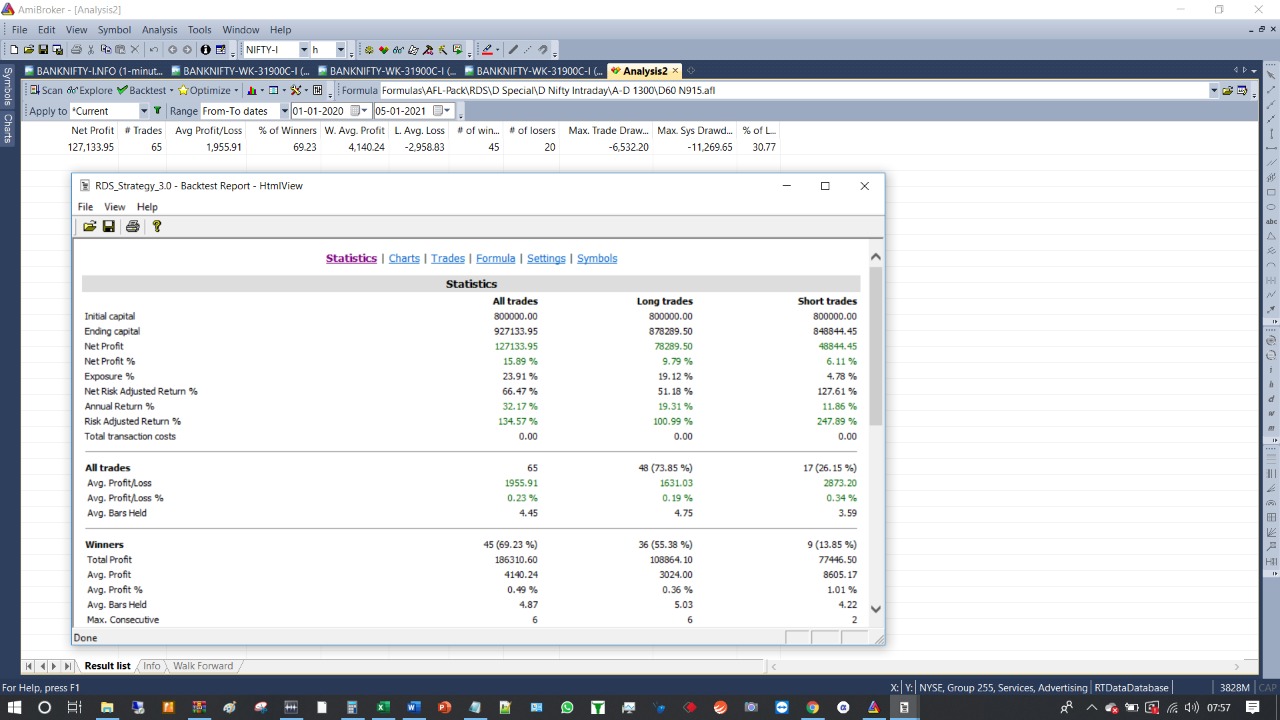 AmiBroker - [Analysis2]
File Edit View Symbol Analysis Tools Window Help
NIFTY-I h
BANKNIFTY-I.NFO (1-minut... BANKNIFTY-WK-31900C-I (... BANKNIFTY-WK-31900C-I (... BANKNIFTY-WK-31900C-I (... Analysis2
Scan Explore Backtest Optimize Formula Formulas\AFL-Pack\RDS\D Special\D Nifty Intraday\A-D 1300\D60 N915.afl
Apply to *Current Range From-To dates 01-01-2020 05-01-2021
Symbols
Charts
Net Profit # Trades Avg Profit/Loss % of Winners W. Avg. Profit L. Avg. Loss # of win... # of losers Max. Trade Draw... Max. Sys Drawd... % of L...
127,133.95 65 1,955.91 69.23 4,140.24 -2,958.83 45 20 -6,532.20 -11,269.65 30.77
RDS_Strategy_3.0 - Backtest Report - HtmlView
File View Help
Statistics | Charts | Trades | Formula | Settings | Symbols
Statistics
All trades Long trades Short trades
Initial capital 800000.00 800000.00 800000.00
Ending capital 927133.95 878289.50 848844.45
Net Profit 127133.95 78289.50 48844.45
Net Profit % 15.89 % 9.79 % 6.11 %
Exposure % 23.91 % 19.12 % 4.78 %
Net Risk Adjusted Return % 66.47 % 51.18 % 127.61 %
Annual Return % 32.17 % 19.31 % 11.86 %
Risk Adjusted Return % 134.57 % 100.99 % 247.89 %
Total transaction costs 0.00 0.00 0.00
All trades 65 48 (73.85 %) 17 (26.15 %)
Avg. Profit/Loss 1955.91 1631.03 2873.20
Avg. Profit/Loss % 0.23 % 0.19 % 0.34 %
Avg. Bars Held 4.45 4.75 3.59
Winners 45 (69.23 %) 36 (55.38 %) 9 (13.85 %)
Total Profit 186310.60 108864.10 77446.50
Avg. Profit 4140.24 3024.00 8605.17
Avg. Profit % 0.49 % 0.36 % 1.01 %
Avg. Bars Held 4.87 5.03 4.22
Max. Consecutive 6 6 2
Done
Result list Info Walk Forward
For Help, press F1 X: Y: NYSE, Group 255, Services, Advertising RTDataDatabase 3828M CAP
07:57